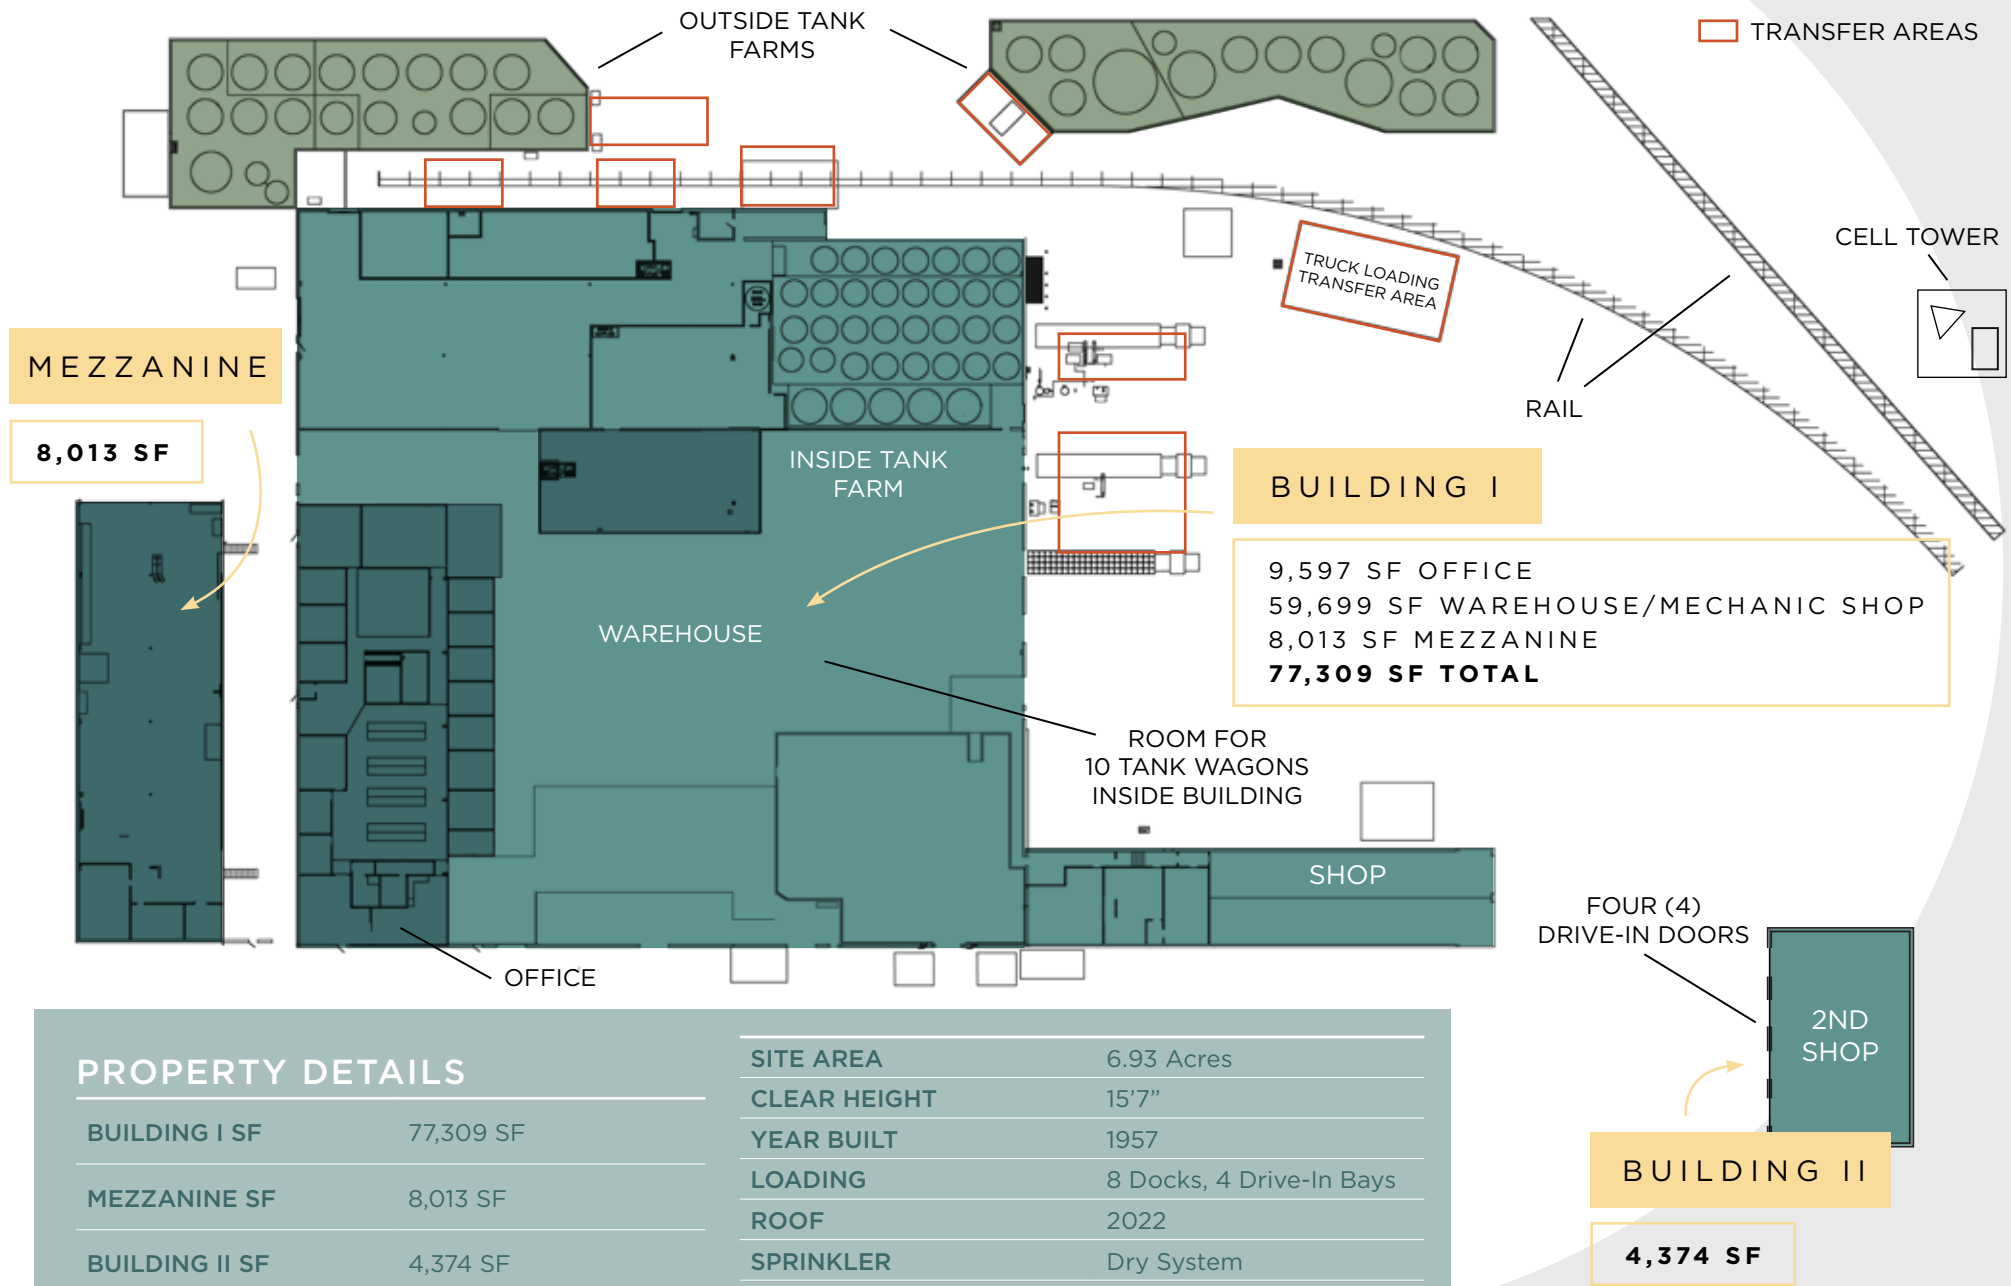 OUTSIDE TANK
FARMS
TRANSFER AREAS
CELL TOWER
TRUCK LOADING
TRANSFER AREA
RAIL
MEZZANINE
8,013 SF
INSIDE TANK
FARM
WAREHOUSE
BUILDING I
9,597 SF OFFICE
59,699 SF WAREHOUSE/MECHANIC SHOP
8,013 SF MEZZANINE
77,309 SF TOTAL
ROOM FOR
10 TANK WAGONS
INSIDE BUILDING
SHOP
OFFICE
FOUR (4)
DRIVE-IN DOORS
2ND
SHOP
BUILDING II
4,374 SF
PROPERTY DETAILS
BUILDING I SF 77,309 SF
MEZZANINE SF 8,013 SF
BUILDING II SF 4,374 SF
SITE AREA 6.93 Acres
CLEAR HEIGHT 15'7”
YEAR BUILT 1957
LOADING 8 Docks, 4 Drive-In Bays
ROOF 2022
SPRINKLER Dry System